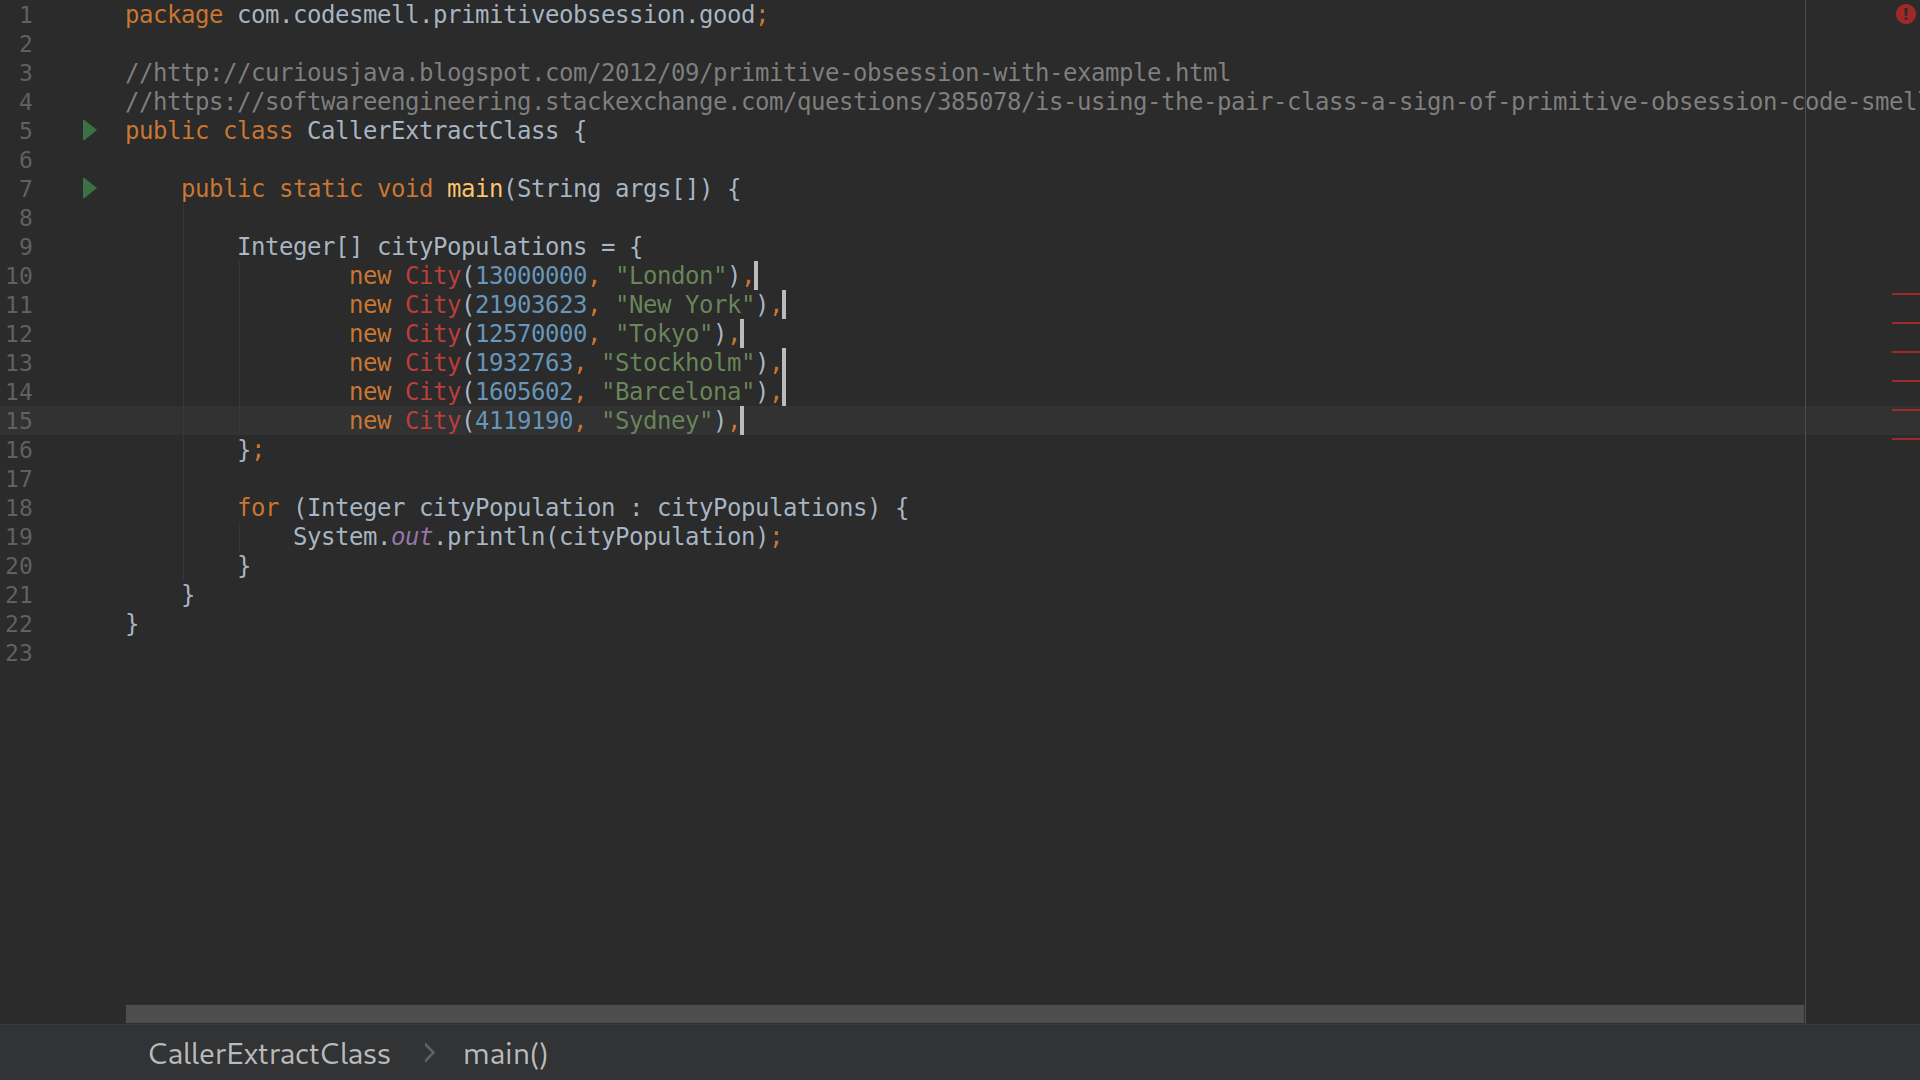 1 package com.codesmell.primitiveobsession.good;
2
3 //http://curiousjava.blogspot.com/2012/09/primitive-obsession-with-example.html
4 //https://softwareengineering.stackexchange.com/questions/385078/is-using-the-pair-class-a-sign-of-primitive-obsession-code-smel
5 public class CallerExtractClass {
6
7 public static void main(String args[]) {
8
9 Integer[] cityPopulations = {
10 new City(13000000, "London"),
11 new City(21903623, "New York"),
12 new City(12570000, "Tokyo"),
13 new City(1932763, "Stockholm"),
14 new City(1605602, "Barcelona"),
15 new City(4119190, "Sydney"),
16 };
17
18 for (Integer cityPopulation : cityPopulations) {
19 System.out.println(cityPopulation);
20 }
21 }
22 }
23
CallerExtractClass > main()